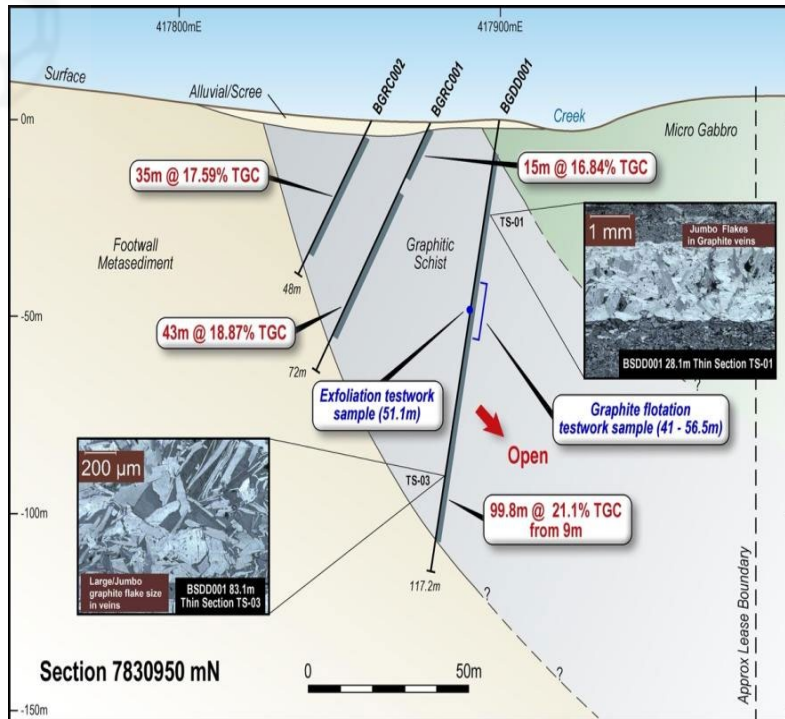 417800mE
417900mE
Surface
Alluvial/Scree
BGRC002
BGRC001
BGDD001
Creek
Micro Gabbro
0m
35m @ 17.59% TGC
15m @ 16.84% TGC
TS-01
1 mm
Jumbo Flakes
in Graphite veins
BSDD001 28.1m Thin Section TS-01
Footwall
Metasediment
Graphitic
Schist
48m
-50m
43m @ 18.87% TGC
72m
?
Exfoliation testwork
sample (51.1m)
Graphite flotation
testwork sample (41 - 56.5m)
Open
200 µm
TS-03
Large/Jumbo
graphite flake size
in veins
BSDD001 83.1m
Thin Section TS-03
-100m
99.8m @ 21.1% TGC
from 9m
117.2m
?
?
Approx Lease Boundary
Section 7830950 mN
0
50m
-150m